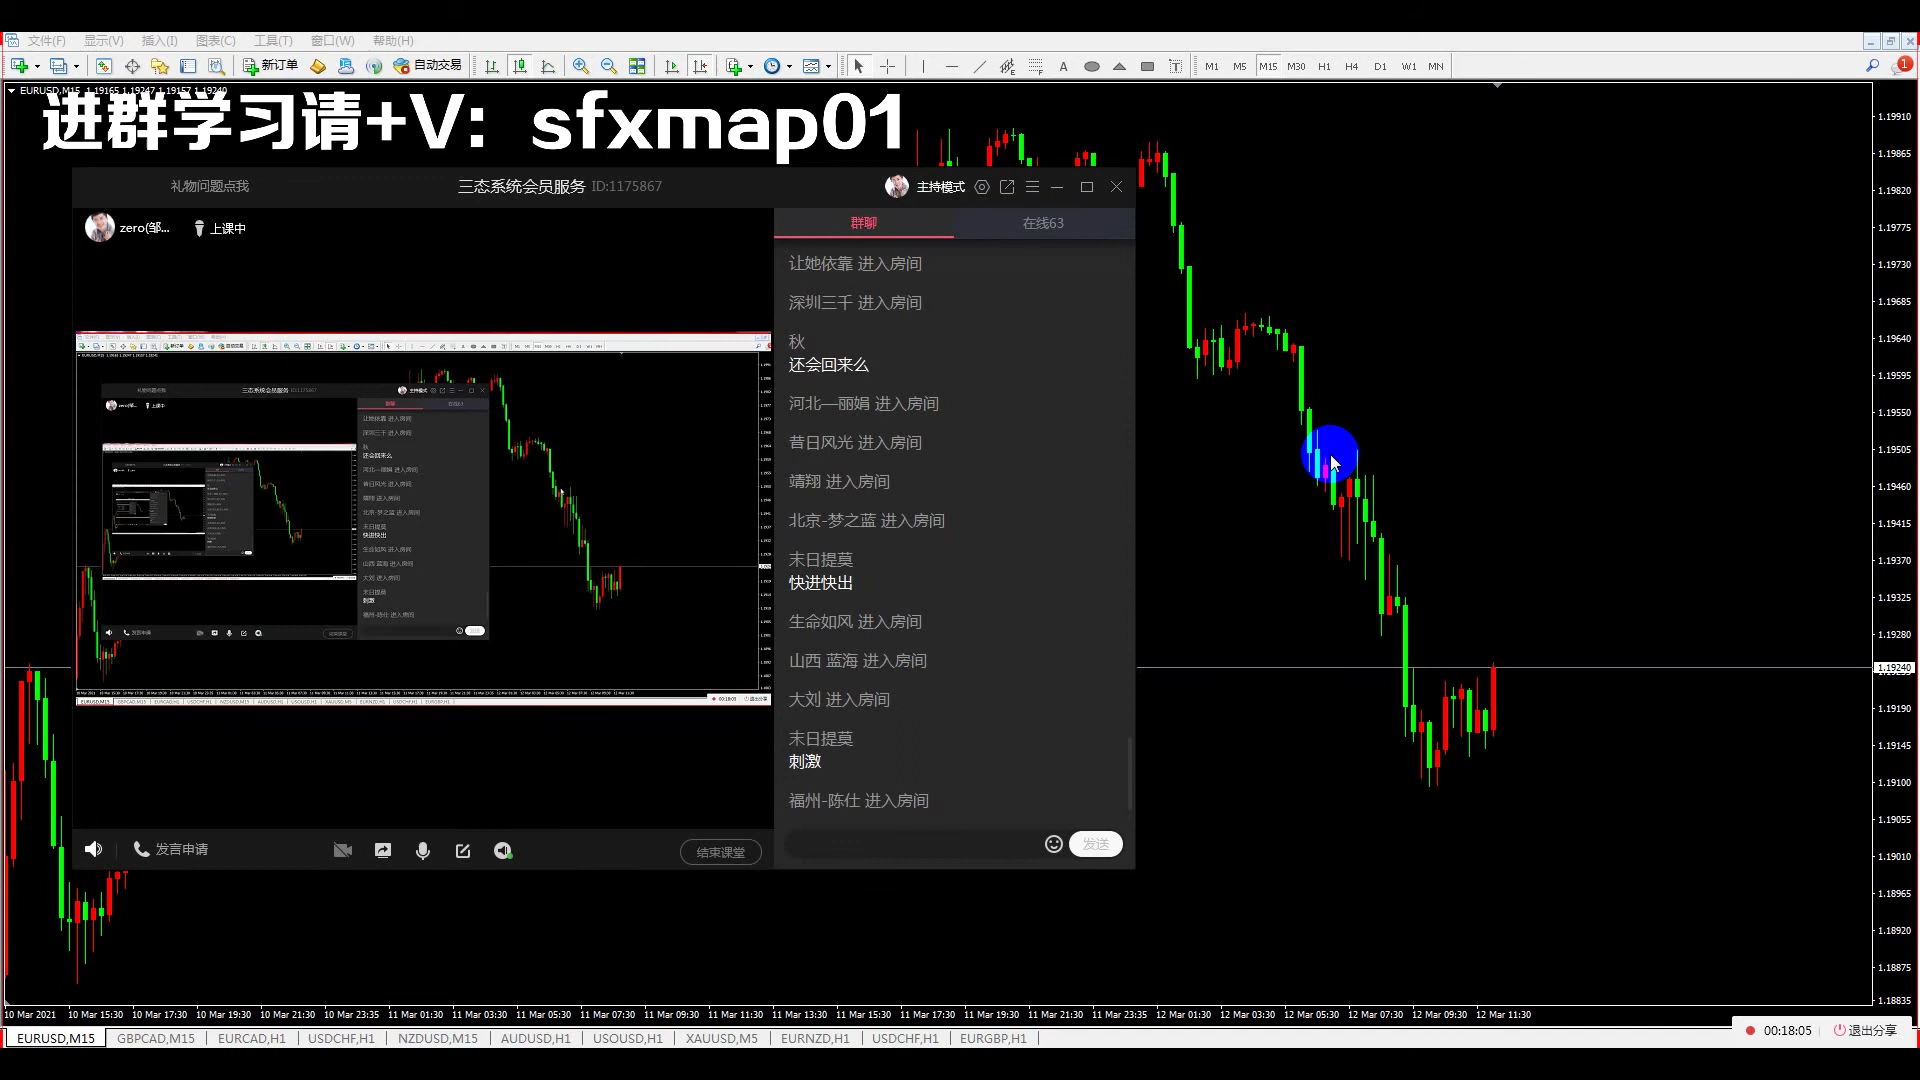 文件(F) 显示(V) 插入(I) 图表(C) 工具(T) 窗口(W) 帮助(H)
新订单 自动交易 A T M1 M5 M15 M30 H1 H4 D1 W1 MN 1
EURUSD,M15 1.19165 1.19247 1.19157 1.19240
进群学习请+V：sfxmap01
礼物问题点我 三态系统会员服务 ID:1175867 主持模式
zero(邹... 上课中
群聊 在线63
让她依靠 进入房间
深圳三千 进入房间
秋
还会回来么
河北—丽娟 进入房间
昔日风光 进入房间
靖翔 进入房间
北京-梦之蓝 进入房间
末日提莫
快进快出
生命如风 进入房间
山西 蓝海 进入房间
大刘 进入房间
末日提莫
刺激
福州-陈仕 进入房间
发言申请 结束课堂 发送
1.19910
1.19865
1.19820
1.19775
1.19730
1.19685
1.19640
1.19595
1.19550
1.19505
1.19460
1.19415
1.19370
1.19325
1.19280
1.19240
1.19190
1.19145
1.19100
1.19055
1.19010
1.18965
1.18920
1.18875
1.18835
10 Mar 2021 10 Mar 15:30 10 Mar 17:30 10 Mar 19:30 10 Mar 21:30 10 Mar 23:35 11 Mar 01:30 11 Mar 03:30 11 Mar 05:30 11 Mar 07:30 11 Mar 09:30 11 Mar 11:30 11 Mar 13:30 11 Mar 15:30 11 Mar 17:30 11 Mar 19:30 11 Mar 21:30 11 Mar 23:35 12 Mar 01:30 12 Mar 03:30 12 Mar 05:30 12 Mar 07:30 12 Mar 09:30 12 Mar 11:30
EURUSD,M15 GBPCAD,M15 EURCAD,H1 USDCHF,H1 NZDUSD,M15 AUDUSD,H1 USOUSD,H1 XAUUSD,M5 EURNZD,H1 USDCHF,H1 EURGBP,H1
00:18:05 退出分享